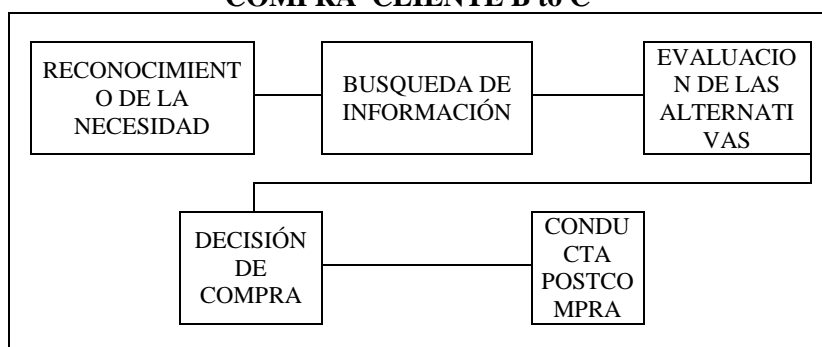 COMPRA CLIENTE B to C
RECONOCIMIENT
O DE LA
NECESIDAD
BUSQUEDA DE
INFORMACIÓN
EVALUACIO
N DE LAS
ALTERNATI
VAS
DECISIÓN
DE
COMPRA
CONDU
CTA
POSTCO
MPRA